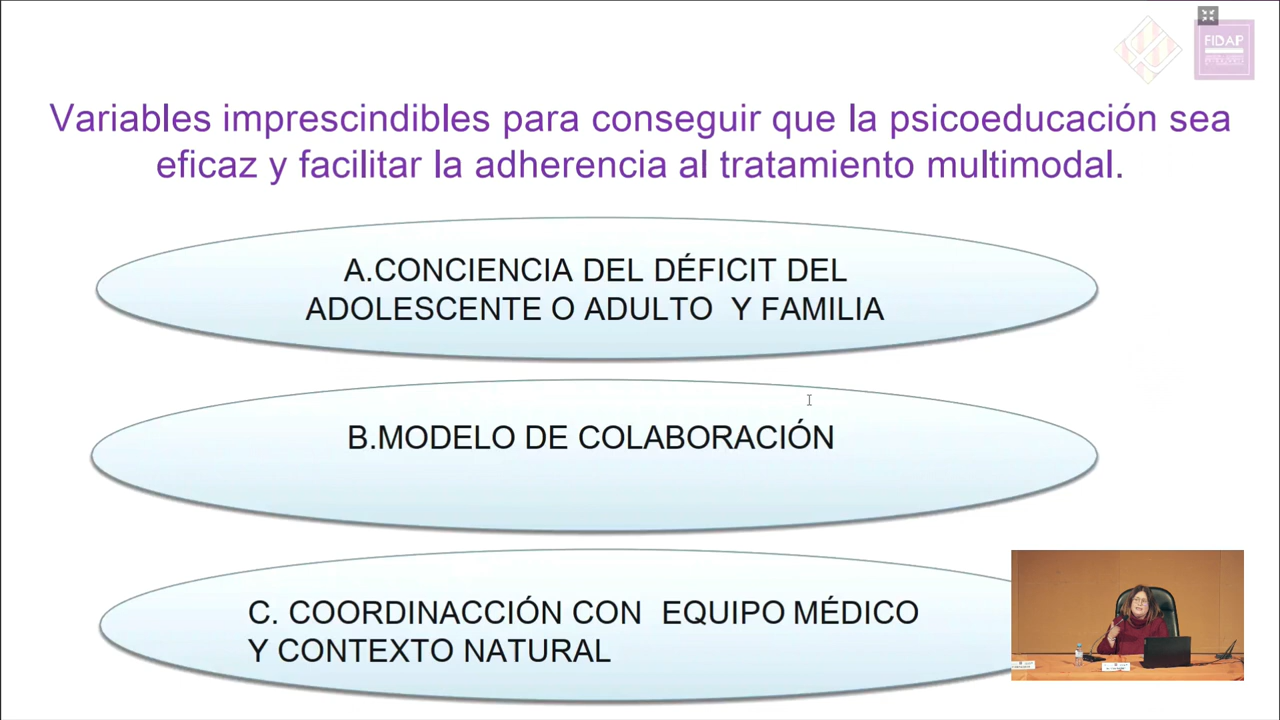 FIDAP
Variables imprescindibles para conseguir que la psicoeducación sea
eficaz y facilitar la adherencia al tratamiento multimodal.
A.CONCIENCIA DEL DÉFICIT DEL
ADOLESCENTE O ADULTO Y FAMILIA
B.MODELO DE COLABORACIÓN
C. COORDINACCIÓN CON EQUIPO MÉDICO
Y CONTEXTO NATURAL